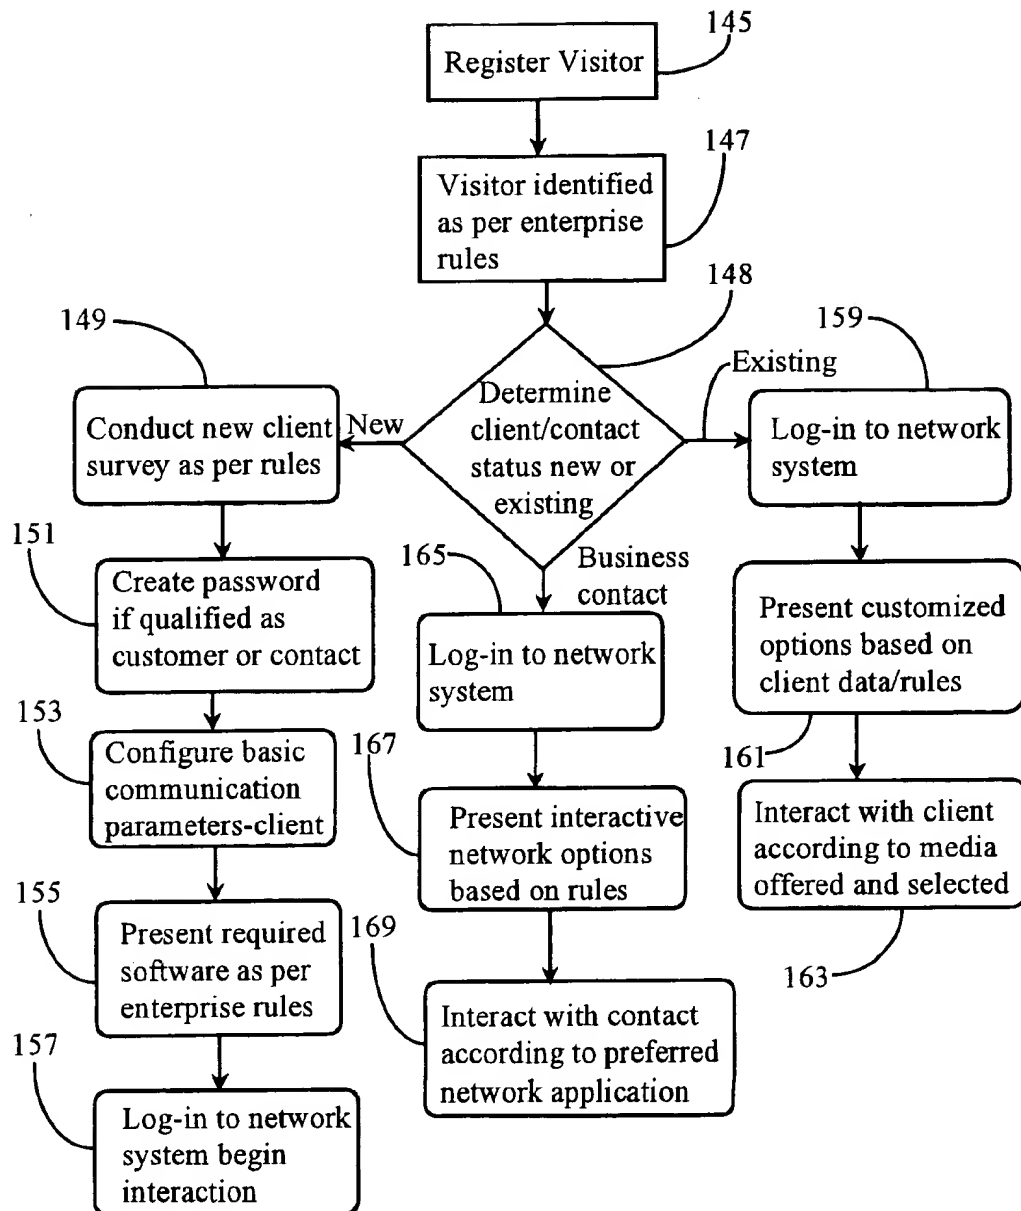 145
Register Visitor
147
Visitor identified
as per enterprise
rules
148
149
159
Existing
New
Determine
client/contact
status new or
existing
Conduct new client
survey as per rules
Log-in to network
system
151
165
Business
contact
Create password
if qualified as
customer or contact
Log-in to network
system
Present customized
options based on
client data/rules
153
167
161
Configure basic
communication
parameters-client
Present interactive
network options
based on rules
Interact with client
according to media
offered and selected
155
169
163
Present required
software as per
enterprise rules
Interact with contact
according to preferred
network application
157
Log-in to network
system begin
interaction